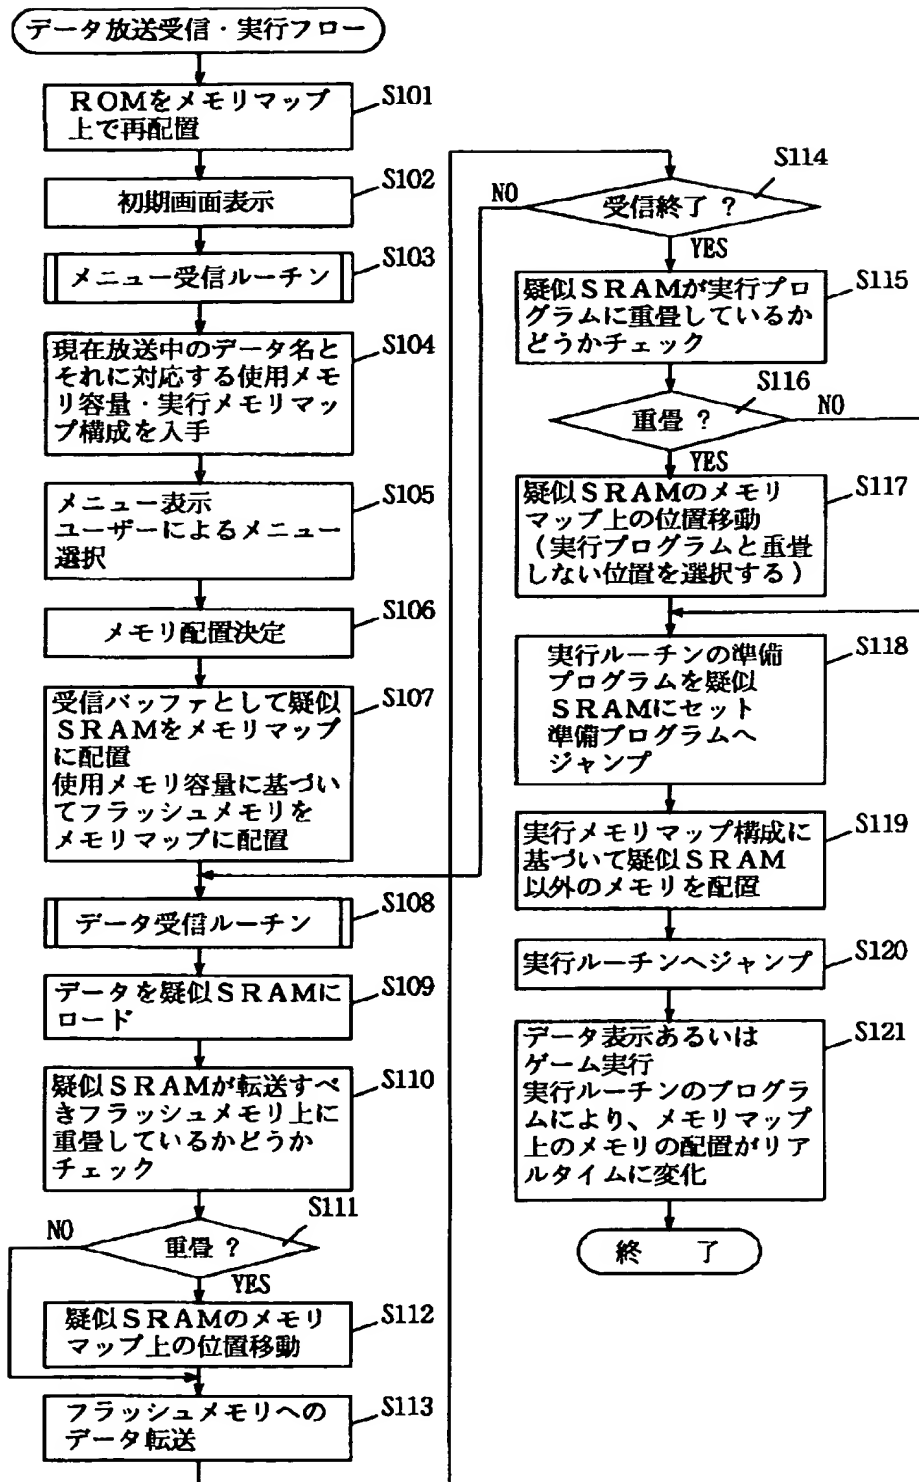 データ放送受信・実行フロー
S101
ROMをメモリマップ
上で再配置
S102
初期画面表示
S103
メニュー受信ルーチン
S104
現在放送中のデータ名と
それに対応する使用メモ
リ容量・実行メモリマッ
プ構成を入手
S105
メニュー表示
ユーザーによるメニュー
選択
S106
メモリ配置決定
S107
受信バッファとして疑似
SRAMをメモリマップ
に配置
使用メモリ容量に基づい
てフラッシュメモリを
メモリマップに配置
S108
データ受信ルーチン
S109
データを疑似SRAMに
ロード
S110
疑似SRAMが転送すべ
きフラッシュメモリ上に
重畳しているかどうか
チェック
S111
NO
重畳?
YES
S112
疑似SRAMのメモリ
マップ上の位置移動
S113
フラッシュメモリへの
データ転送
S114
NO
受信終了?
YES
S115
疑似SRAMが実行プロ
グラムに重畳しているか
どうかチェック
S116
重畳?
NO
YES
S117
疑似SRAMのメモリ
マップ上の位置移動
(実行プログラムと重畳
しない位置を選択する)
S118
実行ルーチンの準備
プログラムを疑似
SRAMにセット
準備プログラムへ
ジャンプ
S119
実行メモリマップ構成に
基づいて疑似SRAM
以外のメモリを配置
S120
実行ルーチンへジャンプ
S121
データ表示あるいは
ゲーム実行
実行ルーチンのプログラ
ムにより、メモリマップ
上のメモリの配置がリア
ルタイムに変化
終 了